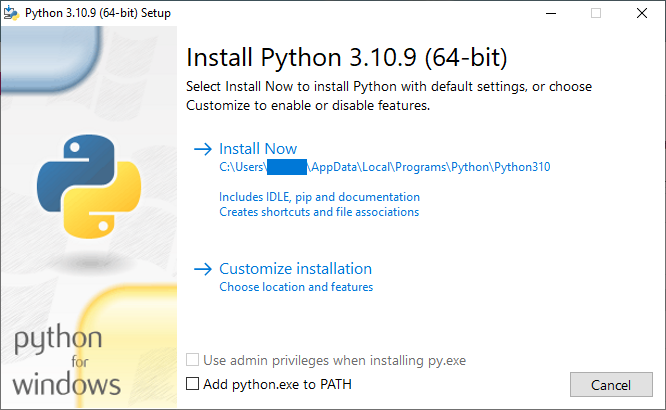 Python 3.10.9 (64-bit) Setup
Install Python 3.10.9 (64-bit)
Select Install Now to install Python with default settings, or choose
Customize to enable or disable features.
Install Now
C:\Users\ \AppData\Local\Programs\Python\Python310
Includes IDLE, pip and documentation
Creates shortcuts and file associations
Customize installation
Choose location and features
python
for
windows
Use admin privileges when installing py.exe
Add python.exe to PATH
Cancel